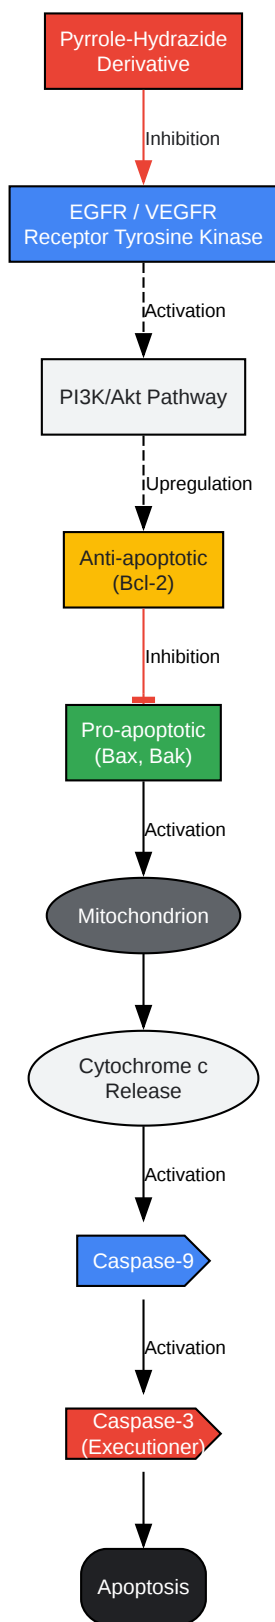 Pyrrole-Hydrazide
Derivative
Inhibition
EGFR / VEGFR
Receptor Tyrosine Kinase
Activation
PI3K/Akt Pathway
Upregulation
Anti-apoptotic
(Bcl-2)
Inhibition
Pro-apoptotic
(Bax, Bak)
Activation
Mitochondrion
Cytochrome c
Release
Activation
Caspase-9
Activation
Caspase-3
(Executioner)
Apoptosis